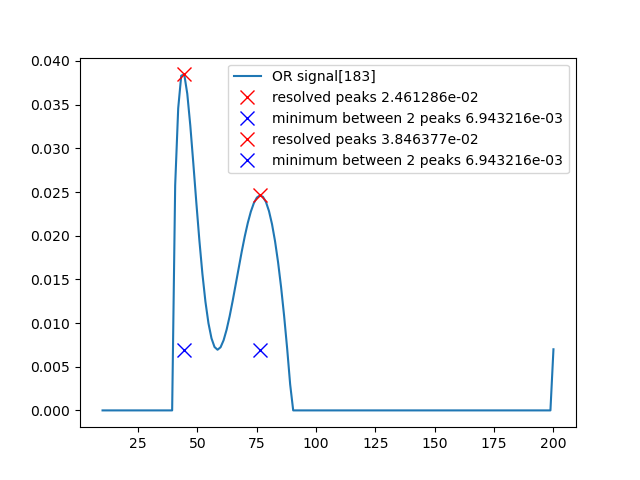 OR signal[183]
resolved peaks 2.461286e-02
minimum between 2 peaks 6.943216e-03
resolved peaks 3.846377e-02
minimum between 2 peaks 6.943216e-03
0.040
0.035
0.030
0.025
0.020
0.015
0.010
0.005
0.000
25 50 75 100 125 150 175 200